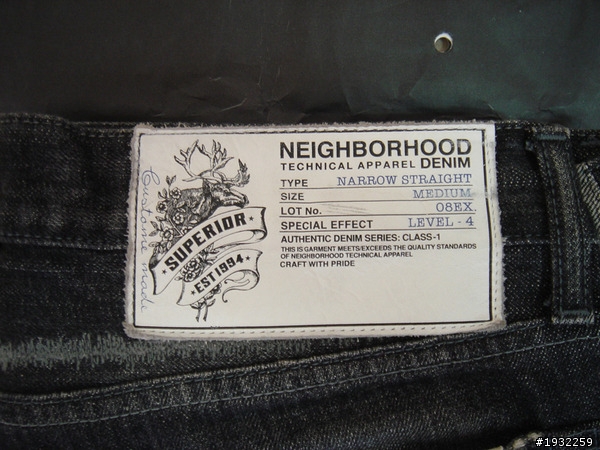 NEIGHBORHOOD
TECHNICAL APPAREL DENIM
TYPE NARROW STRAIGHT
SIZE MEDIUM
LOT No. 08EX.
SPECIAL EFFECT LEVEL - 4
AUTHENTIC DENIM SERIES: CLASS-1
THIS IS GARMENT MEETS/EXCEEDS THE QUALITY STANDARDS
OF NEIGHBORHOOD TECHNICAL APPAREL
CRAFT WITH PRIDE
SUPERIOR
EST 1994
Custom made
#1932259